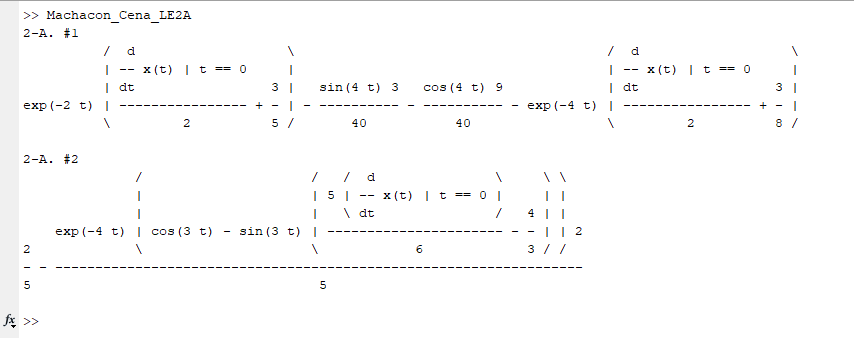 >> Machacon_Cena_LE2A
2-A. #1
/ d \ / d \
| -- x(t) | t == 0 | | -- x(t) | t == 0 |
| dt 3 | sin(4 t) 3 cos(4 t) 9 | dt 3 |
exp(-2 t) | ----------------- + - | - ---------- - ---------- - exp(-4 t) | ----------------- + - |
\ 2 5 / 40 40 \ 2 8 /
2-A. #2
/ / / d \ \ \
| | 5 | -- x(t) | t == 0 | | |
| | \ dt / 4 | |
exp(-4 t) | cos(3 t) - sin(3 t) | ----------------------- - - | | 2
2 \ \ 6 3 / /
- - ----------------------------------------------------------------------
5 5
fx >>